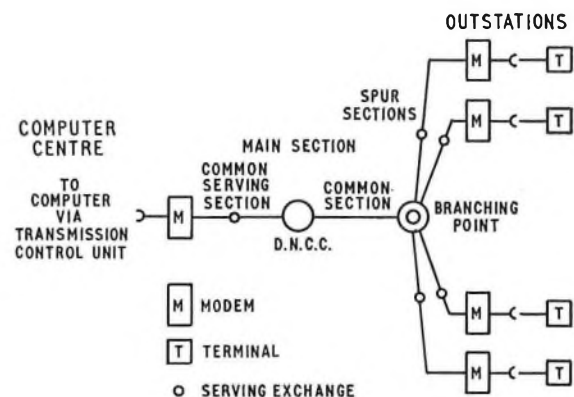 OUTSTATIONS
M
T
SPUR
SECTIONS
M
T
COMPUTER
CENTRE
MAIN SECTION
TO
COMPUTER
VIA
TRANSMISSION
CONTROL UNIT
M
COMMON
SERVING
SECTION
D.N.C.C.
COMMON
SECTION
BRANCHING
POINT
M
T
M
T
M MODEM
T TERMINAL
SERVING EXCHANGE